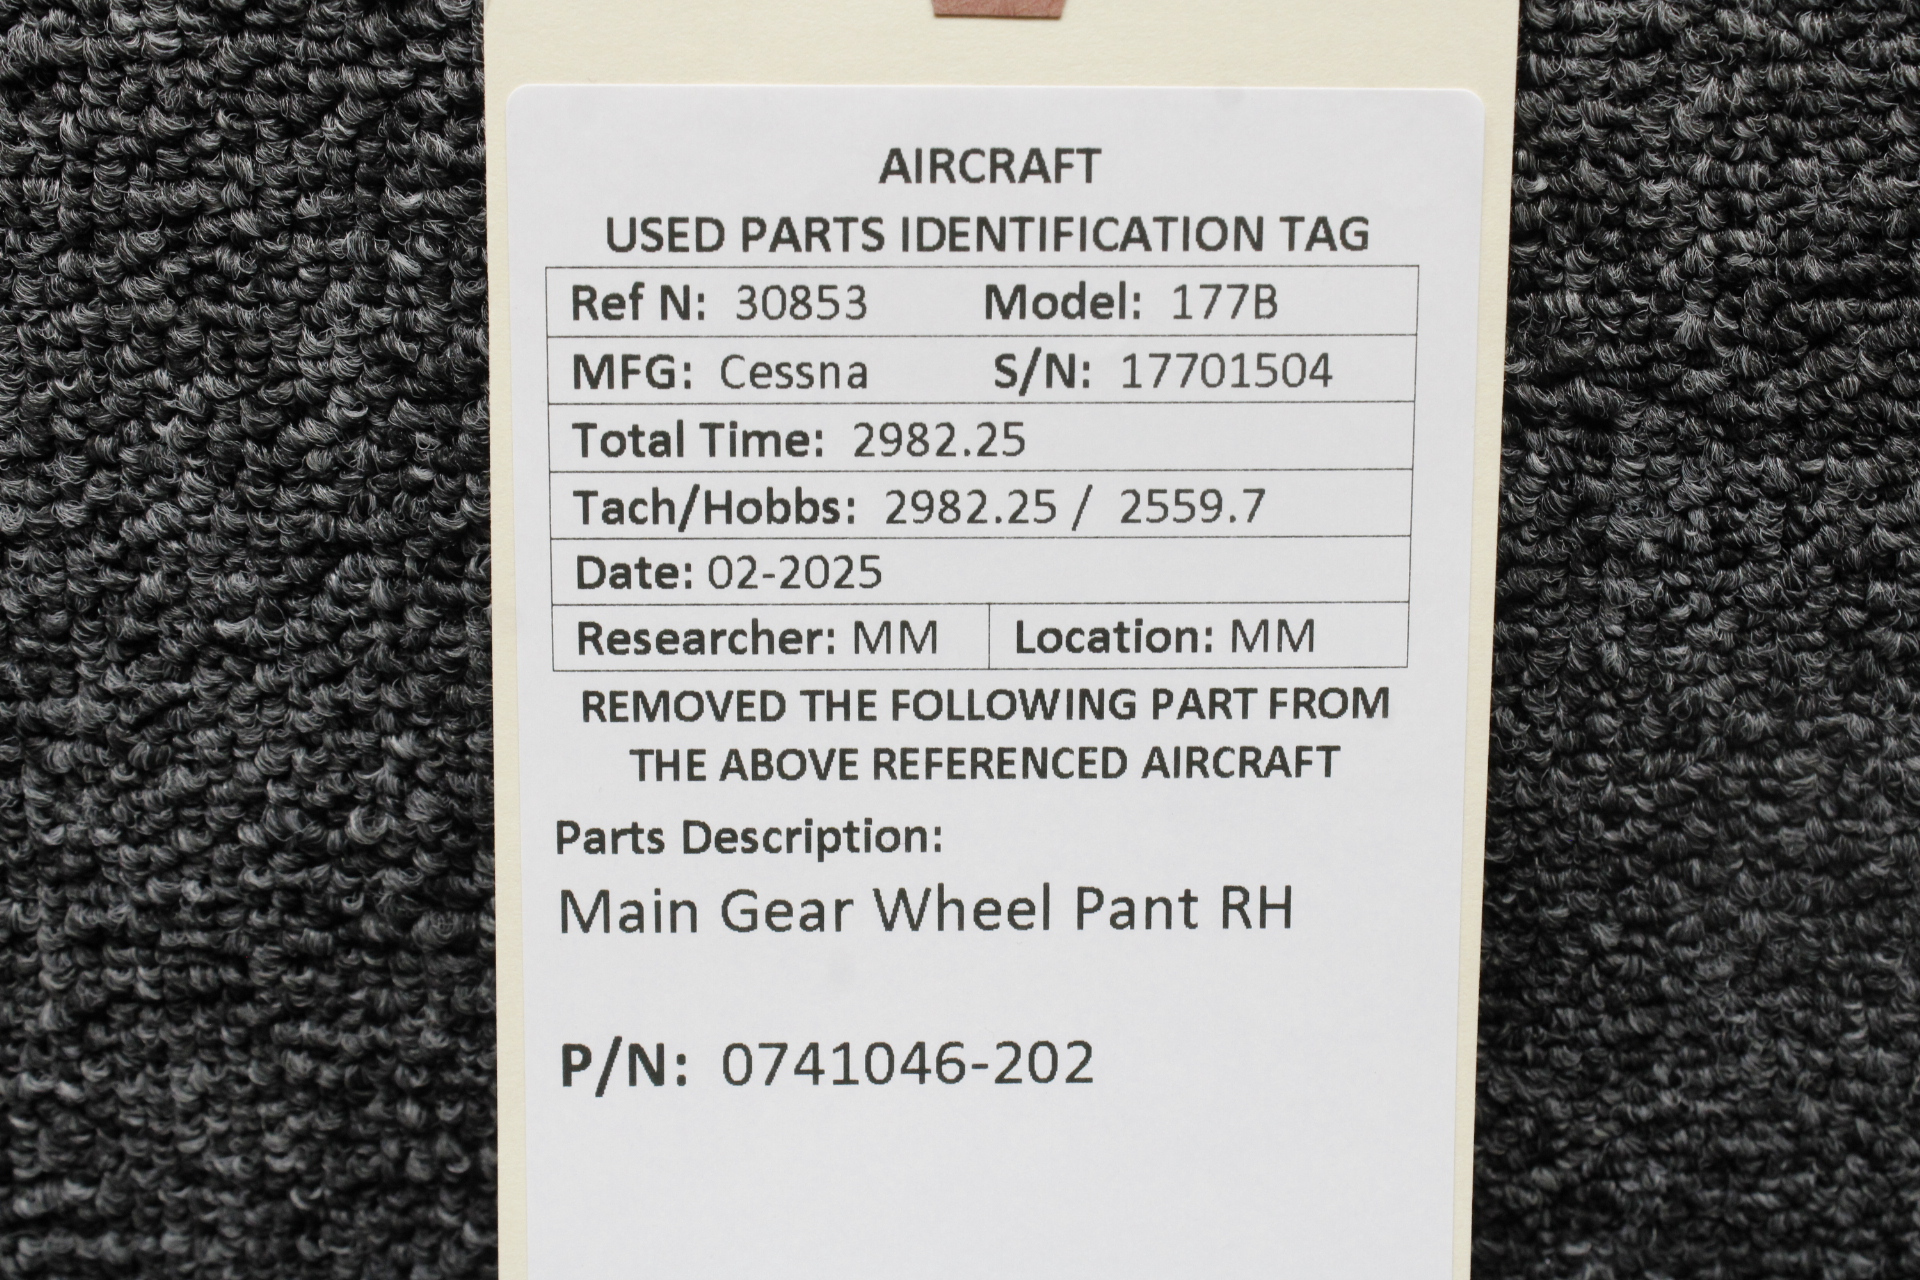 AIRCRAFT
USED PARTS IDENTIFICATION TAG
Ref N: 30853 Model: 177B
MFG: Cessna S/N: 17701504
Total Time: 2982.25
Tach/Hobbs: 2982.25 / 2559.7
Date: 02-2025
Researcher: MM Location: MM
REMOVED THE FOLLOWING PART FROM
THE ABOVE REFERENCED AIRCRAFT
Parts Description:
Main Gear Wheel Pant RH
P/N: 0741046-202